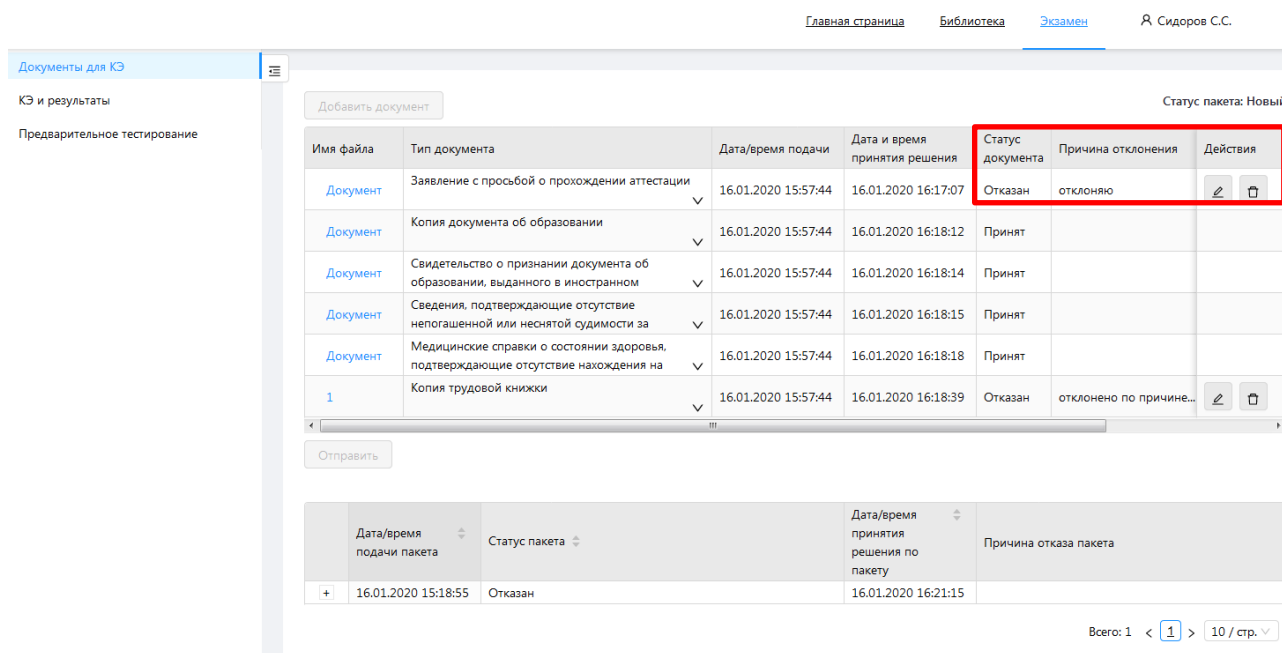 Главная страница Библиотека Экзамен Сидоров С.С.
Документы для КЭ
КЭ и результаты
Предварительное тестирование
Добавить документ Статус пакета: Новый
Имя файла Тип документа Дата/время подачи Дата и время принятия решения Статус документа Причина отклонения Действия
Документ Заявление с просьбой о прохождении аттестации 16.01.2020 15:57:44 16.01.2020 16:17:07 Отказан отклоняю
Документ Копия документа об образовании 16.01.2020 15:57:44 16.01.2020 16:18:12 Принят
Документ Свидетельство о признании документа об образовании, выданного в иностранном 16.01.2020 15:57:44 16.01.2020 16:18:14 Принят
Документ Сведения, подтверждающие отсутствие непогашенной или неснятой судимости за 16.01.2020 15:57:44 16.01.2020 16:18:15 Принят
Документ Медицинские справки о состоянии здоровья, подтверждающие отсутствие нахождения на 16.01.2020 15:57:44 16.01.2020 16:18:18 Принят
1 Копия трудовой книжки 16.01.2020 15:57:44 16.01.2020 16:18:39 Отказан отклонено по причине...
Отправить
Дата/время подачи пакета Статус пакета Дата/время принятия решения по пакету Причина отказа пакета
+ 16.01.2020 15:18:55 Отказан 16.01.2020 16:21:15
Всего: 1 < 1 > 10 / стр.